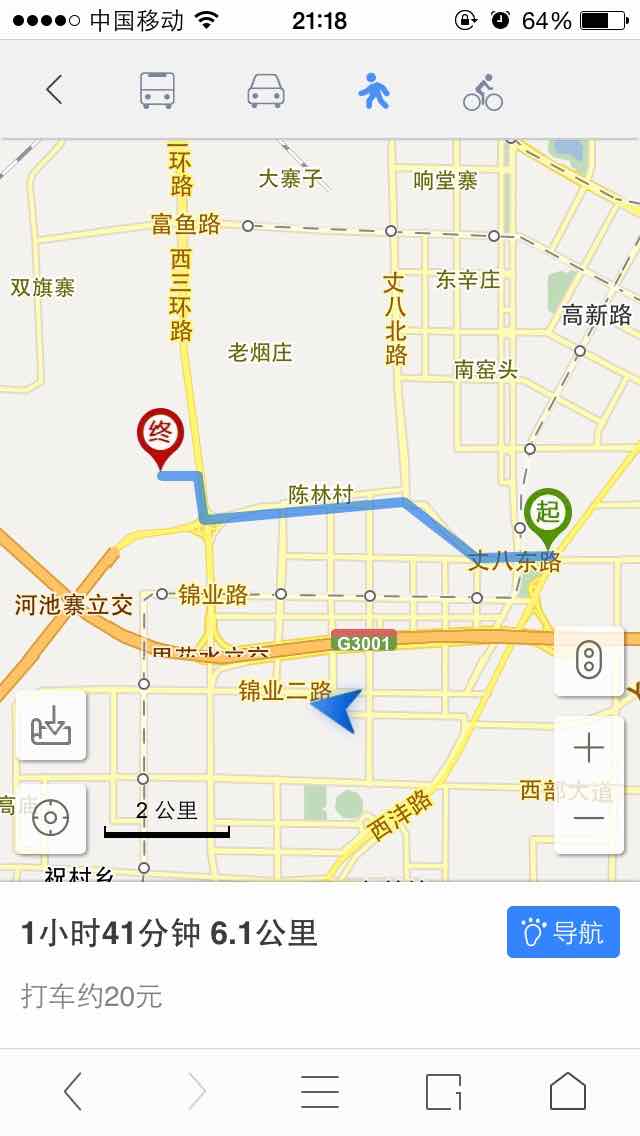 中国移动
21:18
64%
三环路
大寨子
响堂寨
富鱼路
双旗寨
西三环路
丈八北路
东辛庄
高新路
老烟庄
南窑头
终
陈林村
起
丈八东路
河池寨立交
锦业路
G3001
锦业二路
2 公里
西部大道
西沣路
祝村乡
1小时41分钟 6.1公里
导航
打车约20元